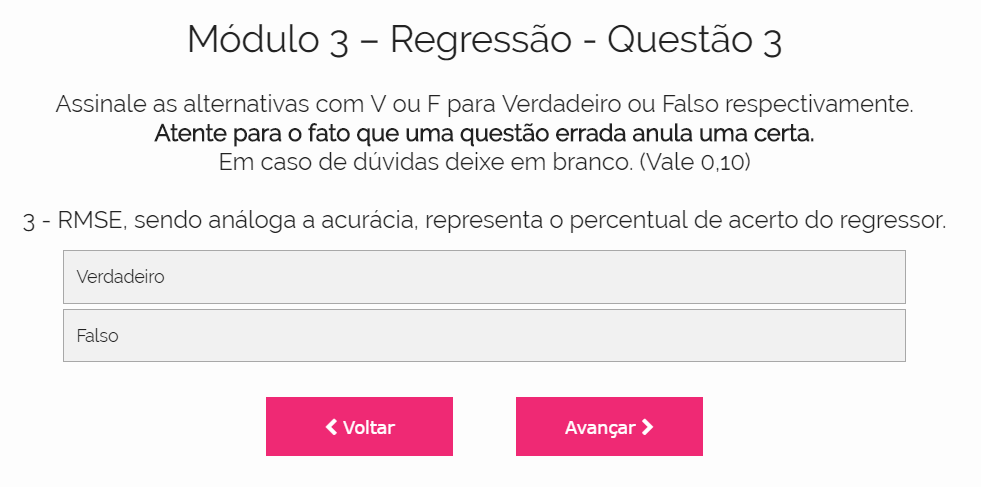 Módulo 3 – Regressão - Questão 3
Assinale as alternativas com V ou F para Verdadeiro ou Falso respectivamente.
Atente para o fato que uma questão errada anula uma certa.
Em caso de dúvidas deixe em branco. (Vale 0,10)
3 - RMSE, sendo análoga a acurácia, representa o percentual de acerto do regressor.
Verdadeiro
Falso
Voltar
Avançar